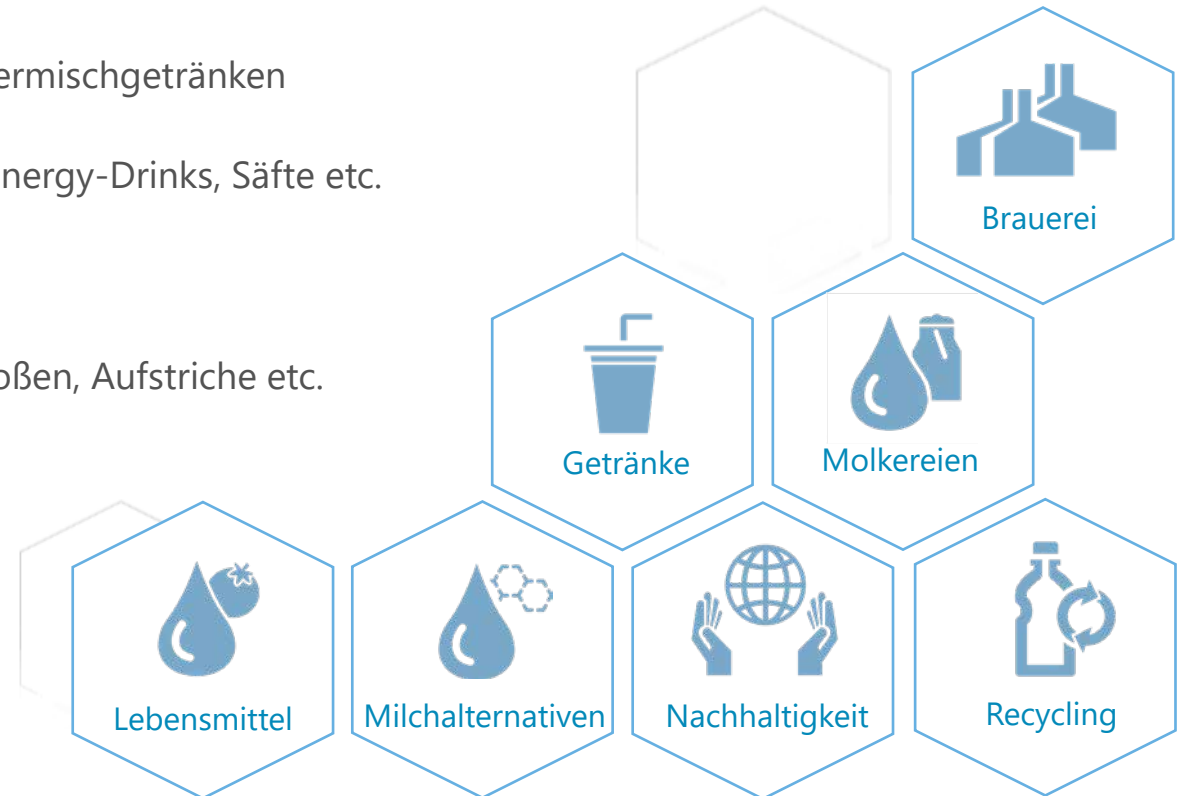 ermischgetränken
nergy-Drinks, Säfte etc.
oßen, Aufstriche etc.
Brauerei
Getränke
Molkereien
Lebensmittel
Milchalternativen
Nachhaltigkeit
Recycling